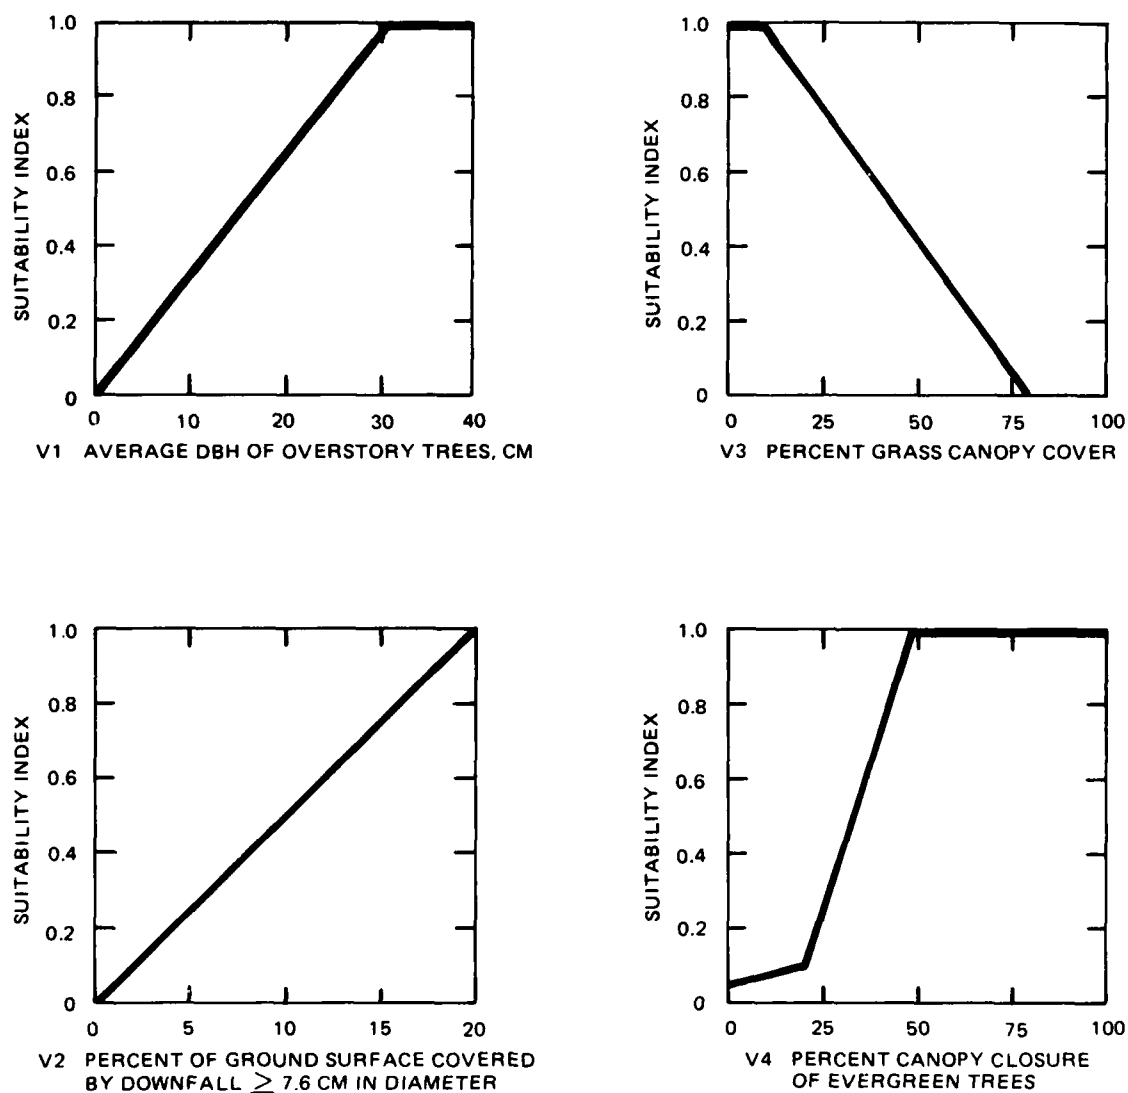 1.0
0.8
0.6
0.4
0.2
0
SUITABILITY INDEX
0 10 20 30 40
V1 AVERAGE DBH OF OVERSTORY TREES, CM
1.0
0.8
0.6
0.4
0.2
0
SUITABILITY INDEX
0 25 50 75 100
V3 PERCENT GRASS CANOPY COVER
1.0
0.8
0.6
0.4
0.2
0
SUITABILITY INDEX
0 5 10 15 20
V2 PERCENT OF GROUND SURFACE COVERED
BY DOWNFALL ≥ 7.6 CM IN DIAMETER
1.0
0.8
0.6
0.4
0.2
0
SUITABILITY INDEX
0 25 50 75 100
V4 PERCENT CANOPY CLOSURE
OF EVERGREEN TREES